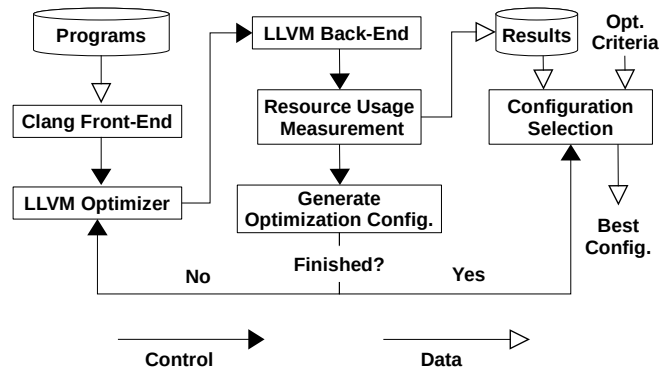 Programs
Clang Front-End
LLVM Optimizer
LLVM Back-End
Resource Usage
Measurement
Generate
Optimization Config.
Finished?
No
Yes
Results
Opt.
Criteria
Configuration
Selection
Best
Config.
Control
Data